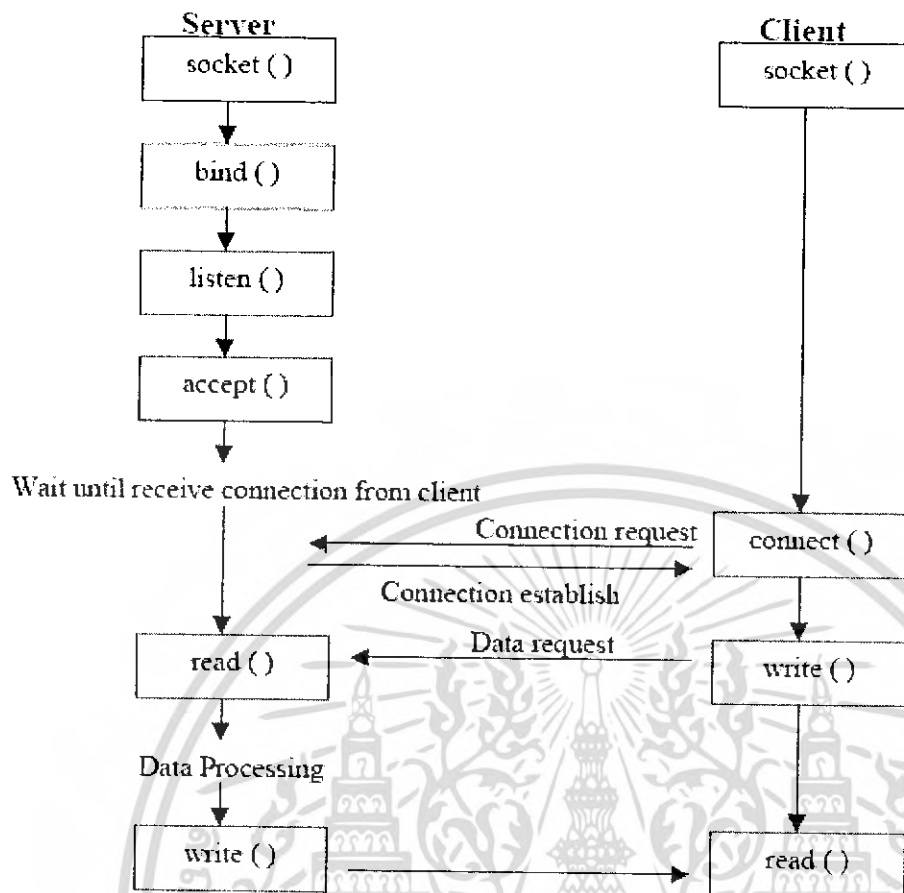 Server
socket ( )
bind ( )
listen ( )
accept ( )
Wait until receive connection from client
read ( )
Data Processing
write ( )
Client
socket ( )
Connection request
connect ( )
Connection establish
Data request
write ( )
read ( )